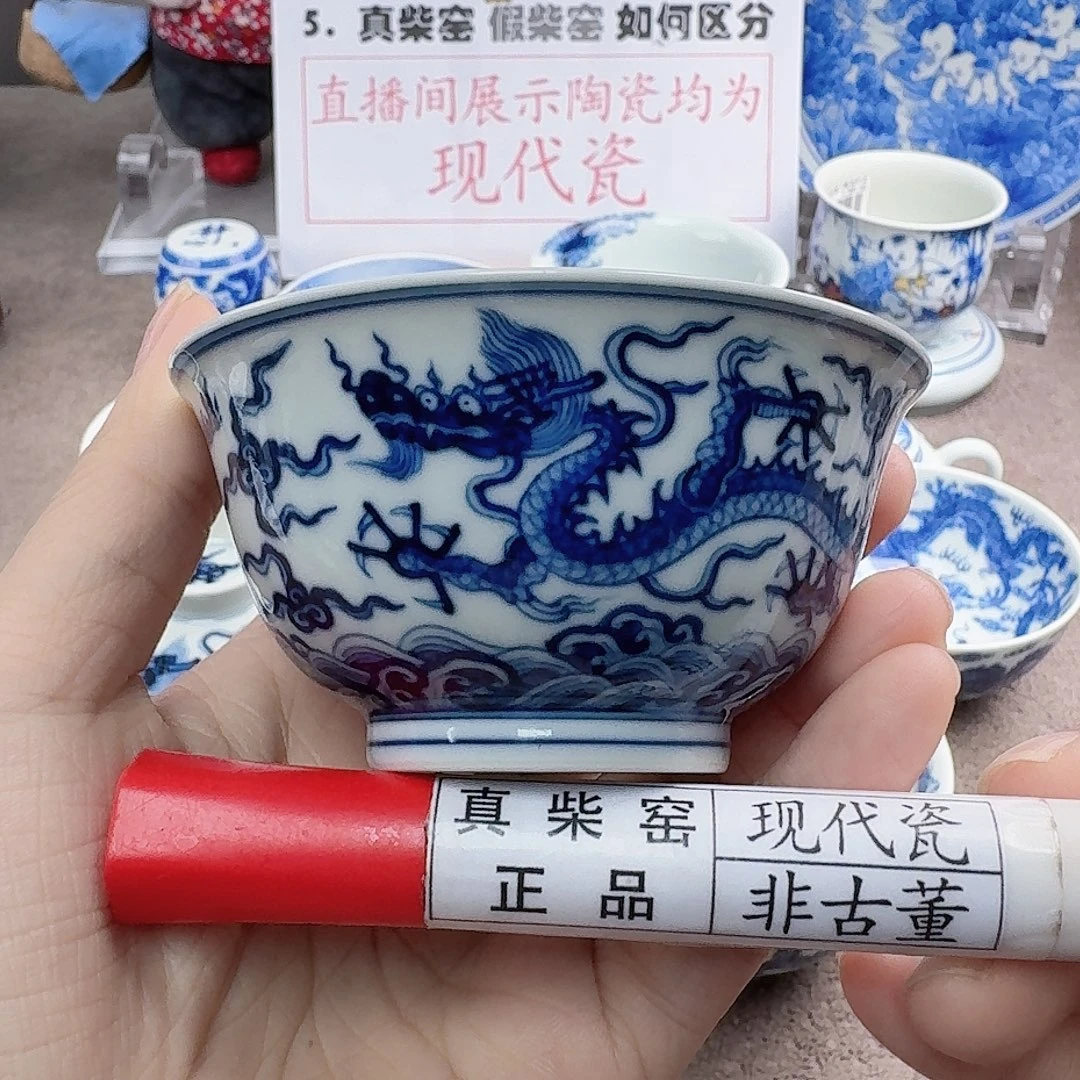 5. 真柴窑 假柴窑 如何区分
直播间展示陶瓷均为
现代瓷
真柴窑
正品
现代瓷
非古董